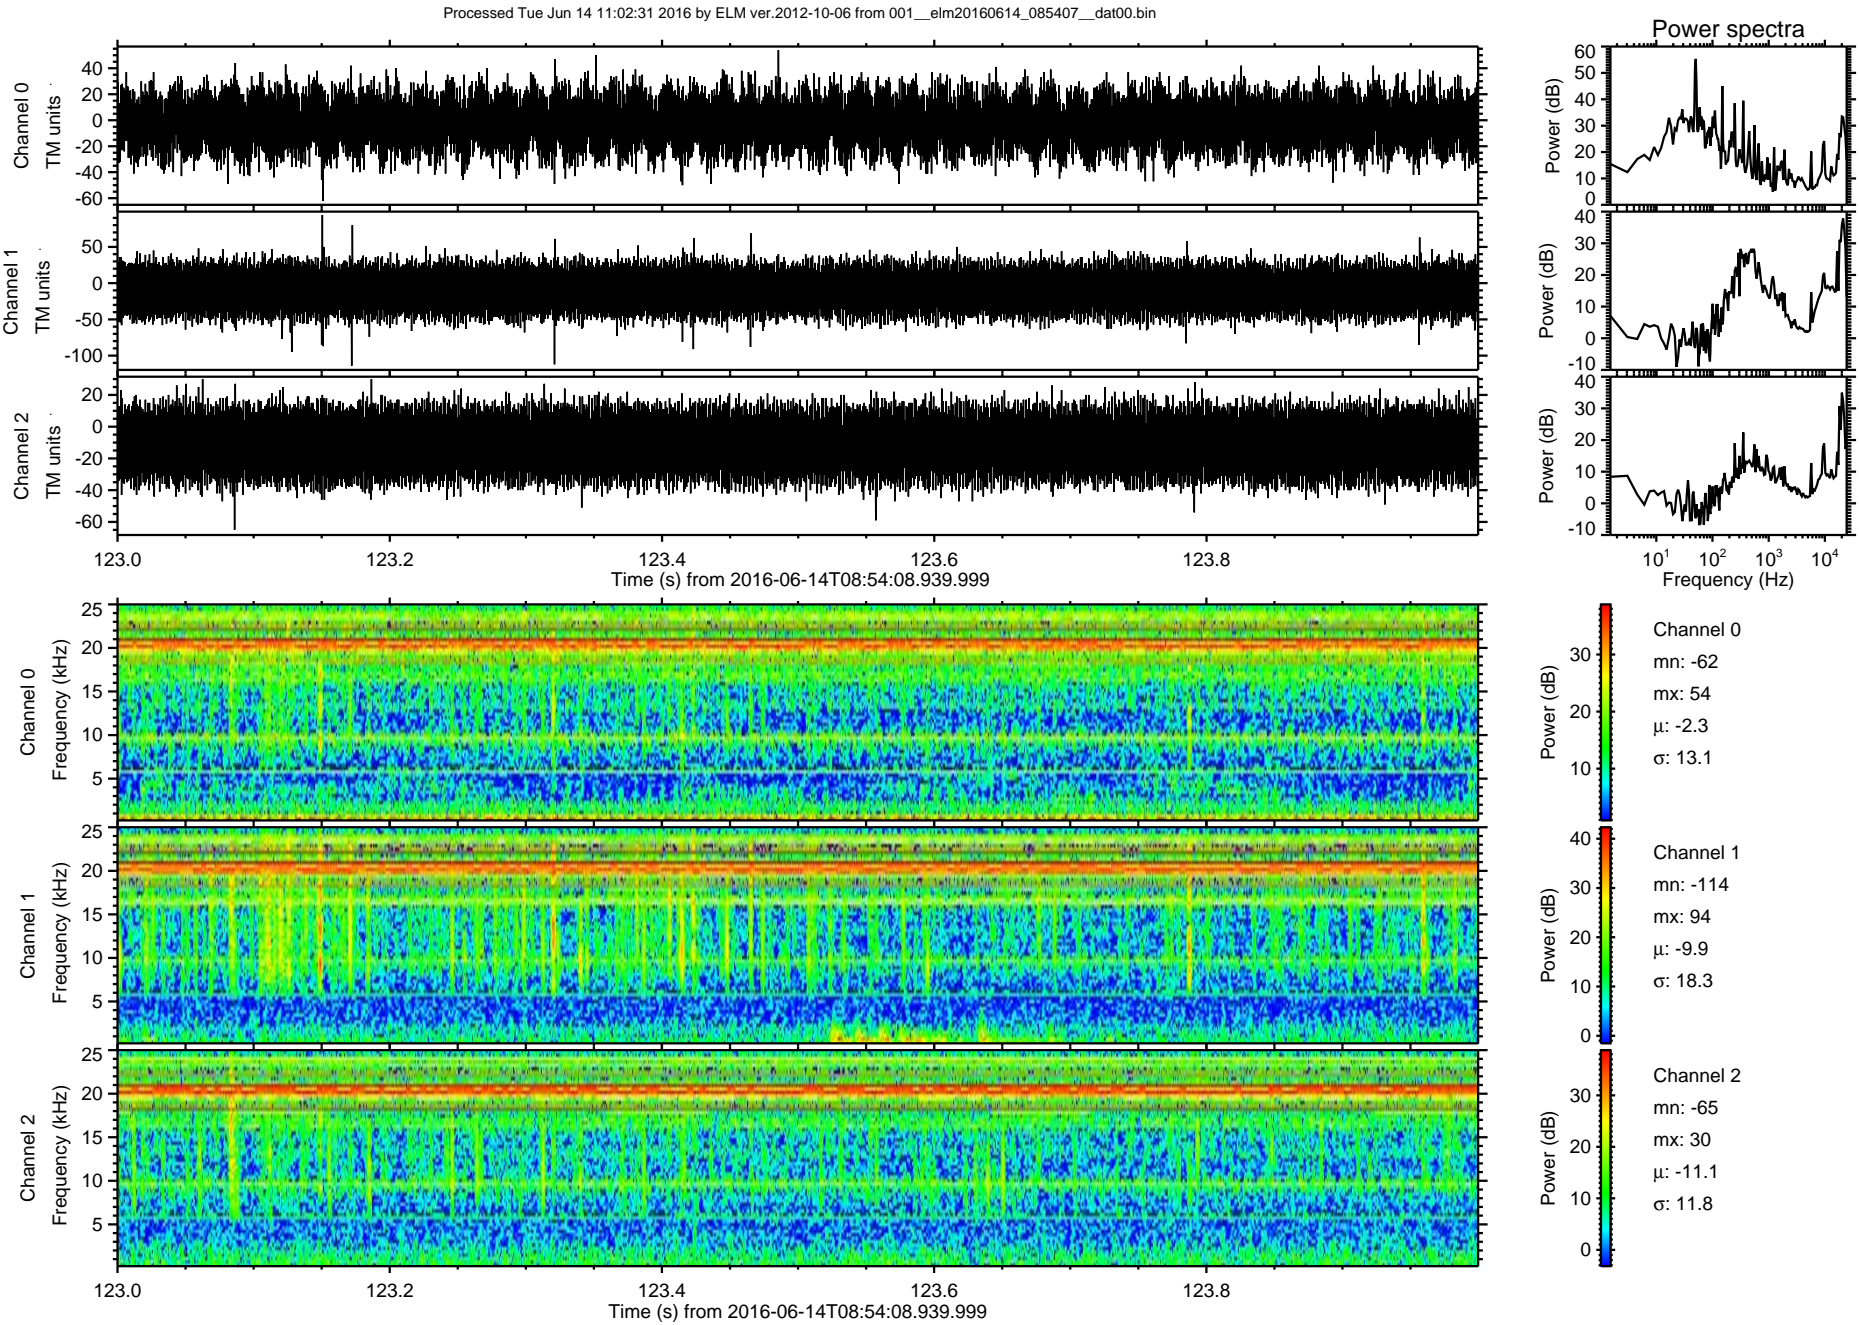 Processed Tue Jun 14 11:02:31 2016 by ELM ver.2012-10-06 from 001__elm20160614_085407__dat00.bin
Power spectra
Channel 0
TM units
40
20
0
-20
-40
-60
Power (dB)
60
50
40
30
20
10
0
Channel 1
TM units
50
0
-50
-100
Power (dB)
40
30
20
10
0
-10
Channel 2
TM units
20
0
-20
-40
-60
Power (dB)
40
30
20
10
0
-10
123.0 123.2 123.4 123.6 123.8
Time (s) from 2016-06-14T08:54:08.939.999
10¹ 10² 10³ 10⁴
Frequency (Hz)
Channel 0
Frequency (kHz)
25
20
15
10
5
Power (dB)
30
20
10
Channel 0
mn: -62
mx: 54
μ: -2.3
σ: 13.1
Channel 1
Frequency (kHz)
25
20
15
10
5
Power (dB)
40
30
20
10
0
Channel 1
mn: -114
mx: 94
μ: -9.9
σ: 18.3
Channel 2
Frequency (kHz)
25
20
15
10
5
Power (dB)
30
20
10
0
Channel 2
mn: -65
mx: 30
μ: -11.1
σ: 11.8
123.0 123.2 123.4 123.6 123.8
Time (s) from 2016-06-14T08:54:08.939.999